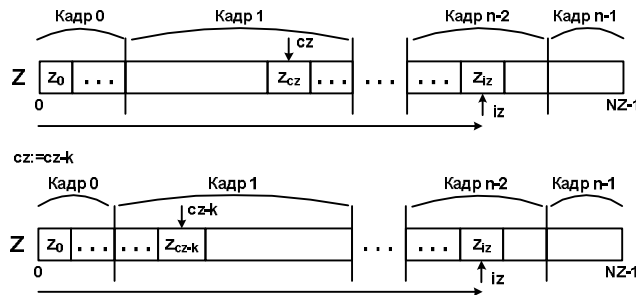 Кадр 0 Кадр 1 Кадр n-2 Кадр n-1
cz
Z z0 ... zcz ... ... ... ziz
0 iz NZ-1
cz:=cz-k
Кадр 0 Кадр 1 Кадр n-2 Кадр n-1
cz-k
Z z0 ... ... zcz-k ... ... ziz
0 iz NZ-1